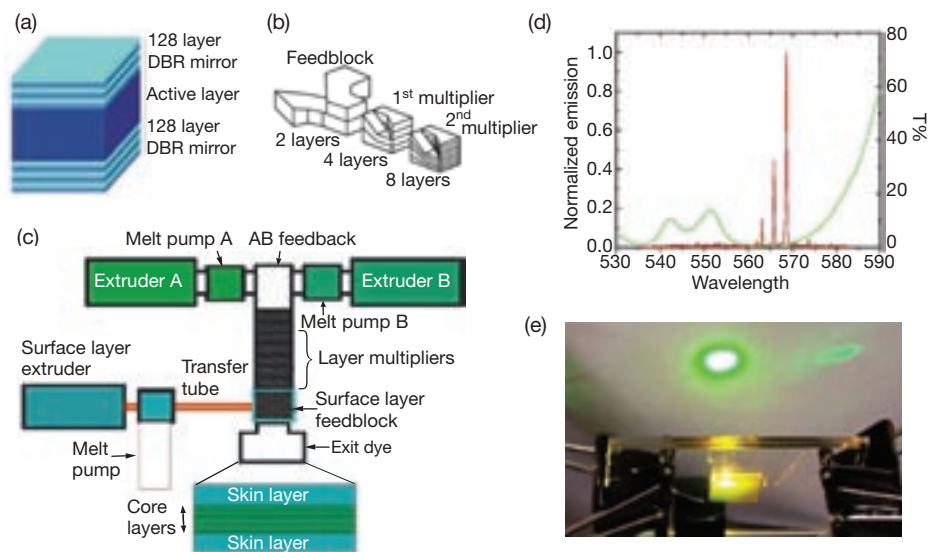 (a)
128 layer
DBR mirror
Active layer
128 layer
DBR mirror
(b)
Feedblock
1st multiplier
2nd
multiplier
2 layers
4 layers
8 layers
(c)
Melt pump A
AB feedback
Extruder A
Extruder B
Melt pump B
Layer multipliers
Surface layer
extruder
Transfer
tube
Surface layer
feedblock
Melt
pump
Exit dye
Core
layers
Skin layer
Skin layer
(d)
Normalized emission
1.0
0.8
0.6
0.4
0.2
0.0
80
60
40
20
0
T%
530 540 550 560 570 580 590
Wavelength
(e)